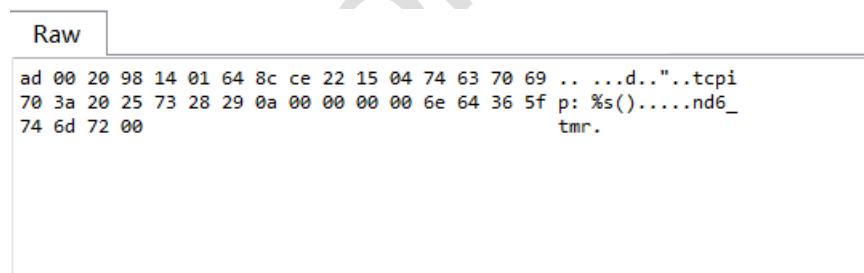 Raw
ad 00 20 98 14 01 64 8c ce 22 15 04 74 63 70 69 .. ...d.."..tcpi
70 3a 20 25 73 28 29 0a 00 00 00 00 6e 64 36 5f p: %s().....nd6_
74 6d 72 00 tmr.